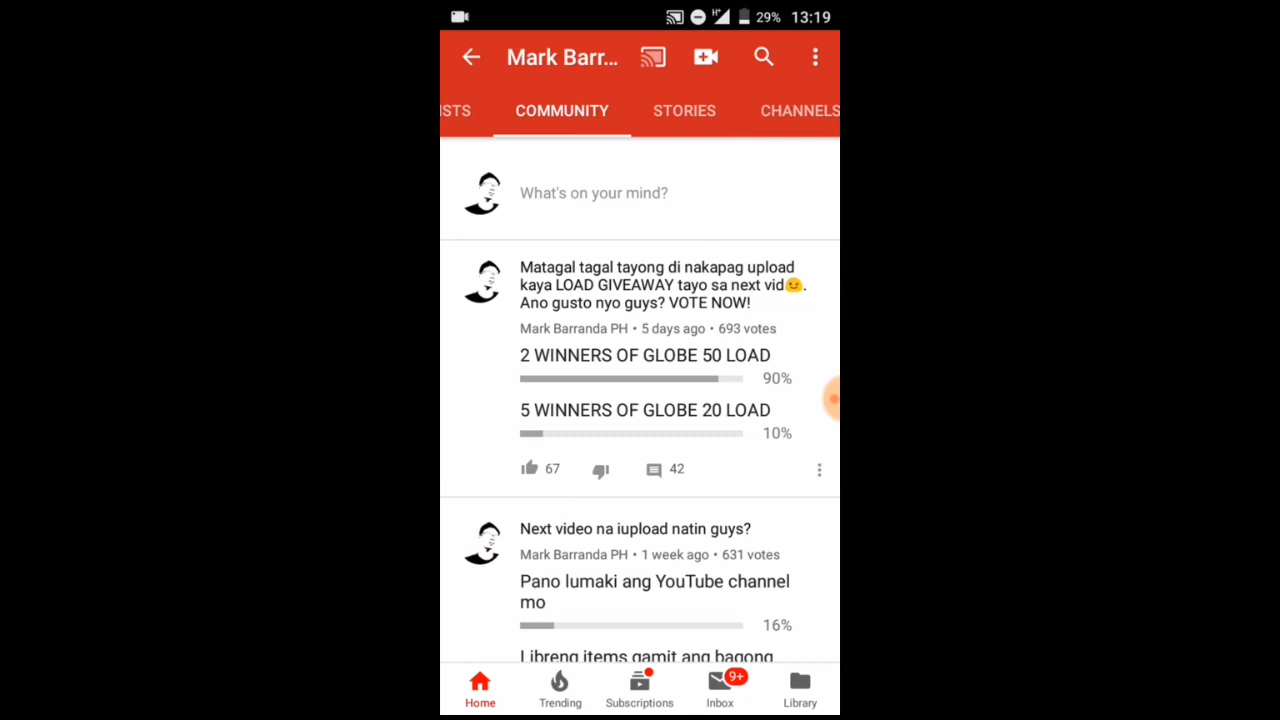 H+ 29% 13:19
Mark Barr...
STS COMMUNITY STORIES CHANNELS
What's on your mind?
Matagal tagal tayong di nakapag upload
kaya LOAD GIVEAWAY tayo sa next vid😉.
Ano gusto nyo guys? VOTE NOW!
Mark Barranda PH • 5 days ago • 693 votes
2 WINNERS OF GLOBE 50 LOAD
90%
5 WINNERS OF GLOBE 20 LOAD
10%
67 42
Next video na iupload natin guys?
Mark Barranda PH • 1 week ago • 631 votes
Pano lumaki ang YouTube channel
mo
16%
Libreng items gamit ang bagong
9+
Home Trending Subscriptions Inbox Library